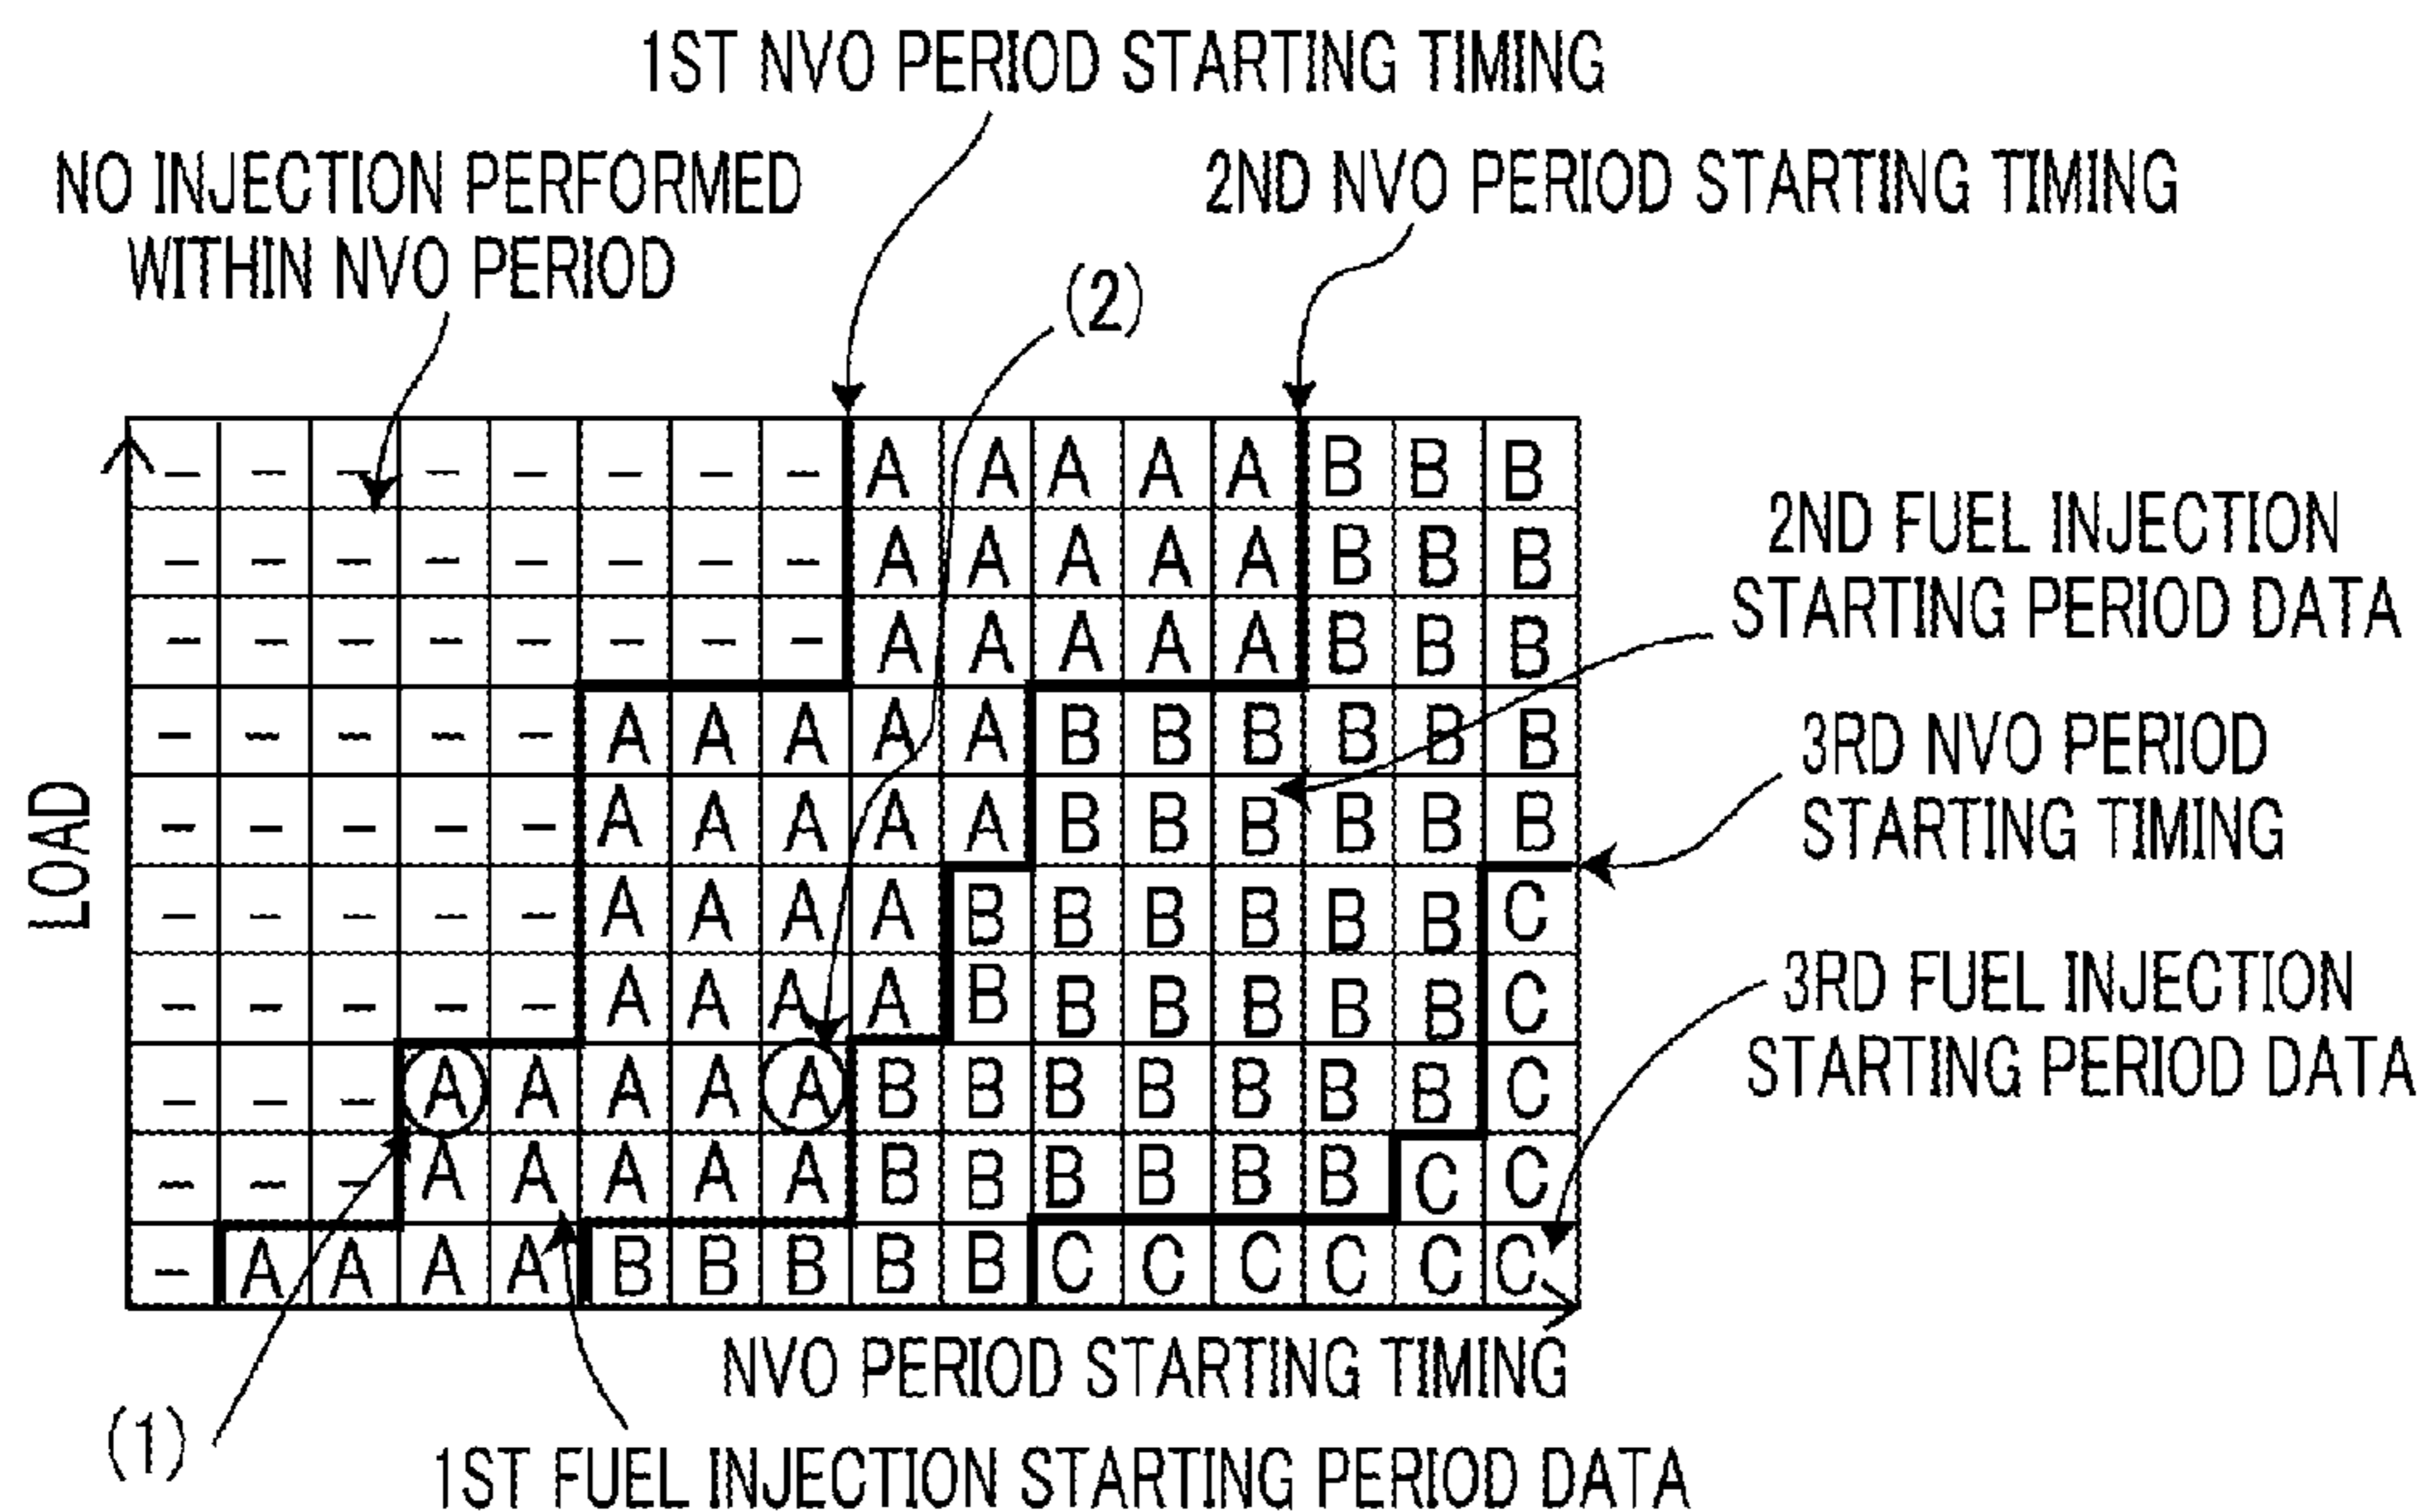 1ST NVO PERIOD STARTING TIMING
NO INJECTION PERFORMED
WITHIN NVO PERIOD
2ND NVO PERIOD STARTING TIMING
(2)
- - - - - - - - A A A A A B B B
- - - - - - - - A A A A A B B B
- - - - - - - - A A A A A B B B
- - - - - A A A A A B B B B B B
- - - - - A A A A A B B B B B B
- - - - - A A A A B B B B B B C
- - - - - A A A A B B B B B B C
- - - A A A A A B B B B B B B C
- - - A A A A A B B B B B B C C
- A A A A B B B B B C C C C C C
LOAD
2ND FUEL INJECTION
STARTING PERIOD DATA
3RD NVO PERIOD
STARTING TIMING
3RD FUEL INJECTION
STARTING PERIOD DATA
NVO PERIOD STARTING TIMING
(1)
1ST FUEL INJECTION STARTING PERIOD DATA